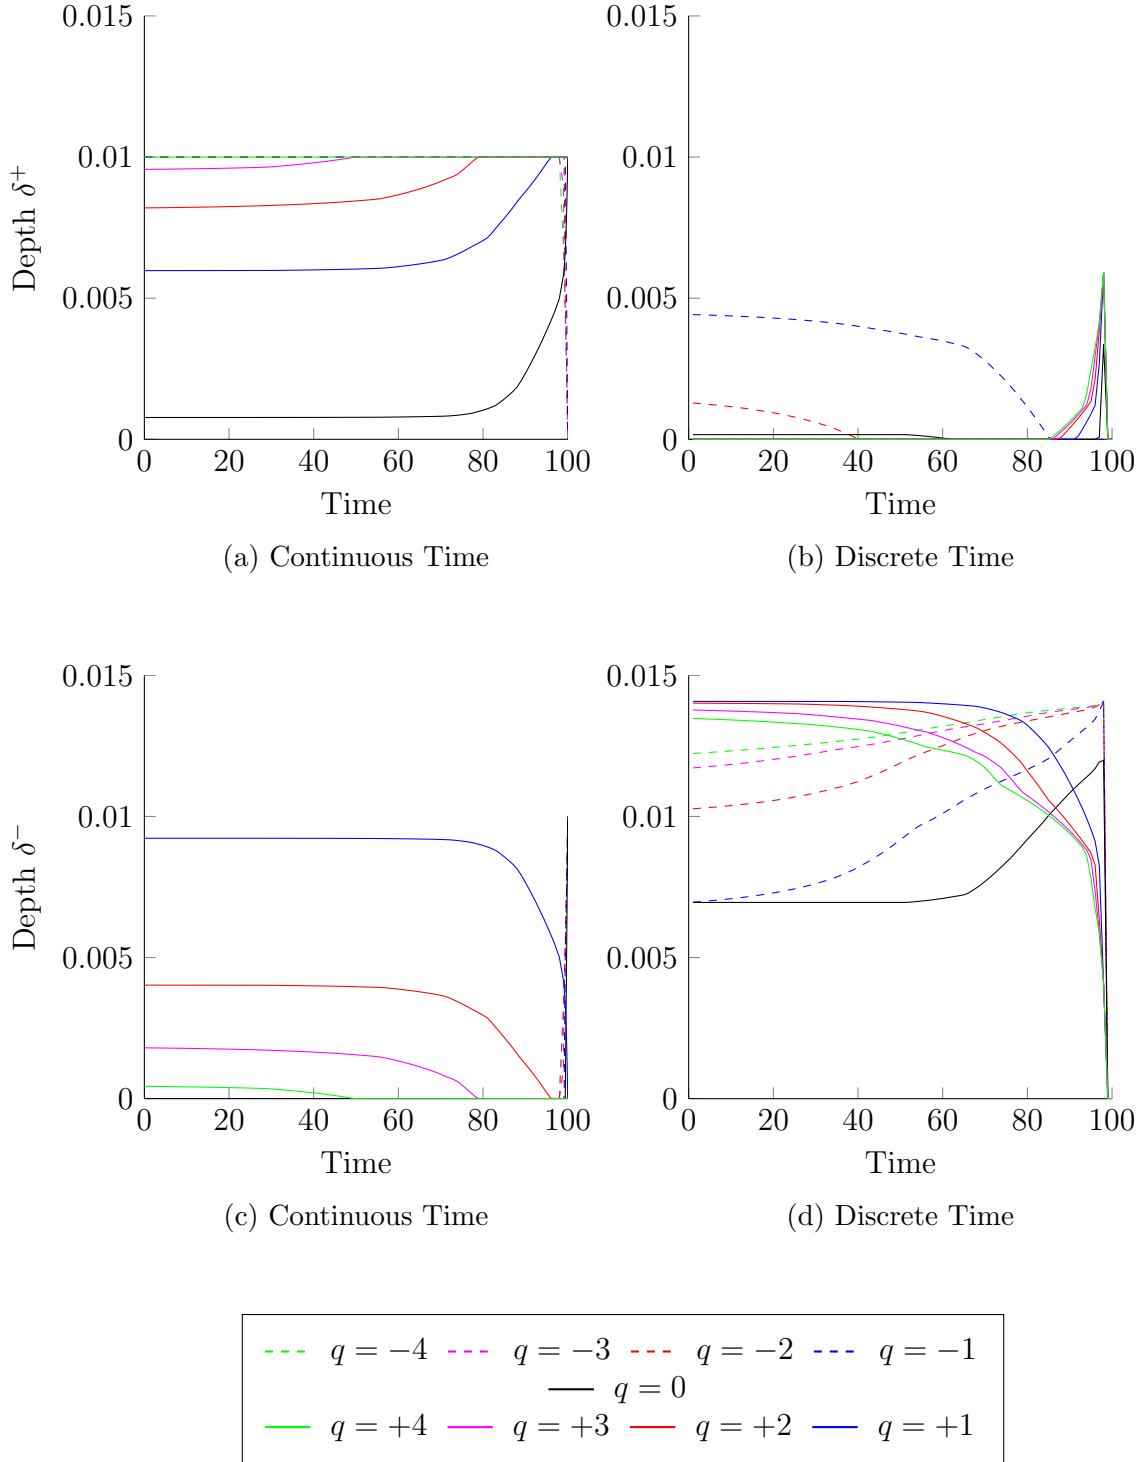 0.015
0.01
0.005
0
Depth δ⁺
0 20 40 60 80 100
Time
(a) Continuous Time
0.015
0.01
0.005
0
0 20 40 60 80 100
Time
(b) Discrete Time
0.015
0.01
0.005
0
Depth δ⁻
0 20 40 60 80 100
Time
(c) Continuous Time
0.015
0.01
0.005
0
0 20 40 60 80 100
Time
(d) Discrete Time
q = −4 q = −3 q = −2 q = −1
q = 0
q = +4 q = +3 q = +2 q = +1